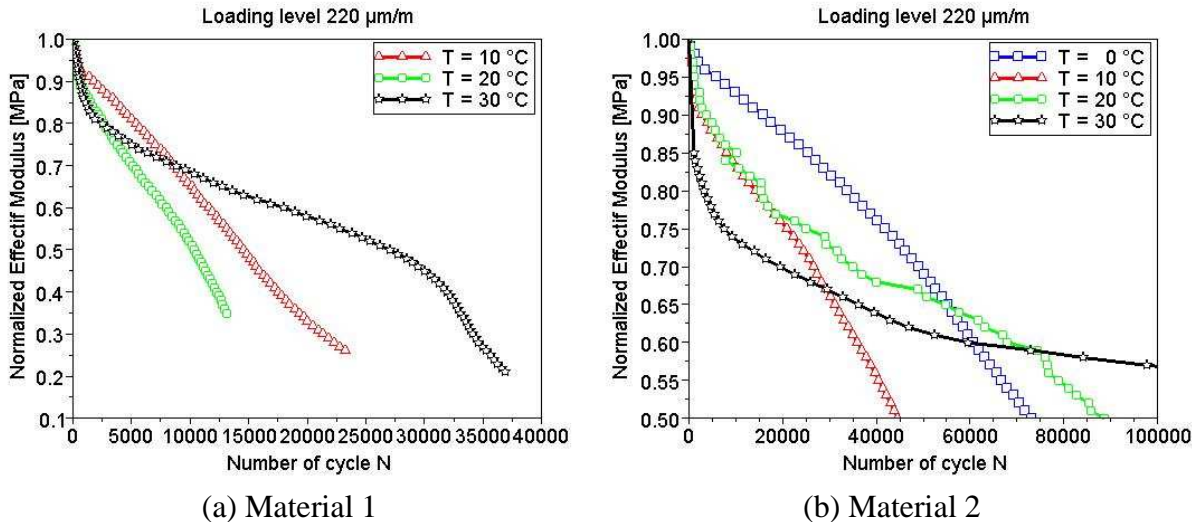 Loading level 220 µm/m
Normalized Effectif Modulus [MPa]
1.0
0.9
0.8
0.7
0.6
0.5
0.4
0.3
0.2
0.1
T = 10 °C
T = 20 °C
T = 30 °C
0 5000 10000 15000 20000 25000 30000 35000 40000
Number of cycle N
(a) Material 1
Loading level 220 µm/m
Normalized Effectif Modulus [MPa]
1.00
0.95
0.90
0.85
0.80
0.75
0.70
0.65
0.60
0.55
0.50
T = 0 °C
T = 10 °C
T = 20 °C
T = 30 °C
0 20000 40000 60000 80000 100000
Number of cycle N
(b) Material 2